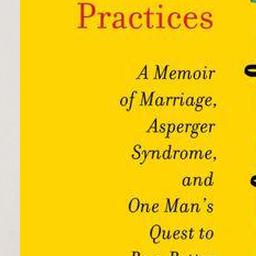 Practices
A Memoir
of Marriage,
Asperger
Syndrome,
and
One Man's
Quest to